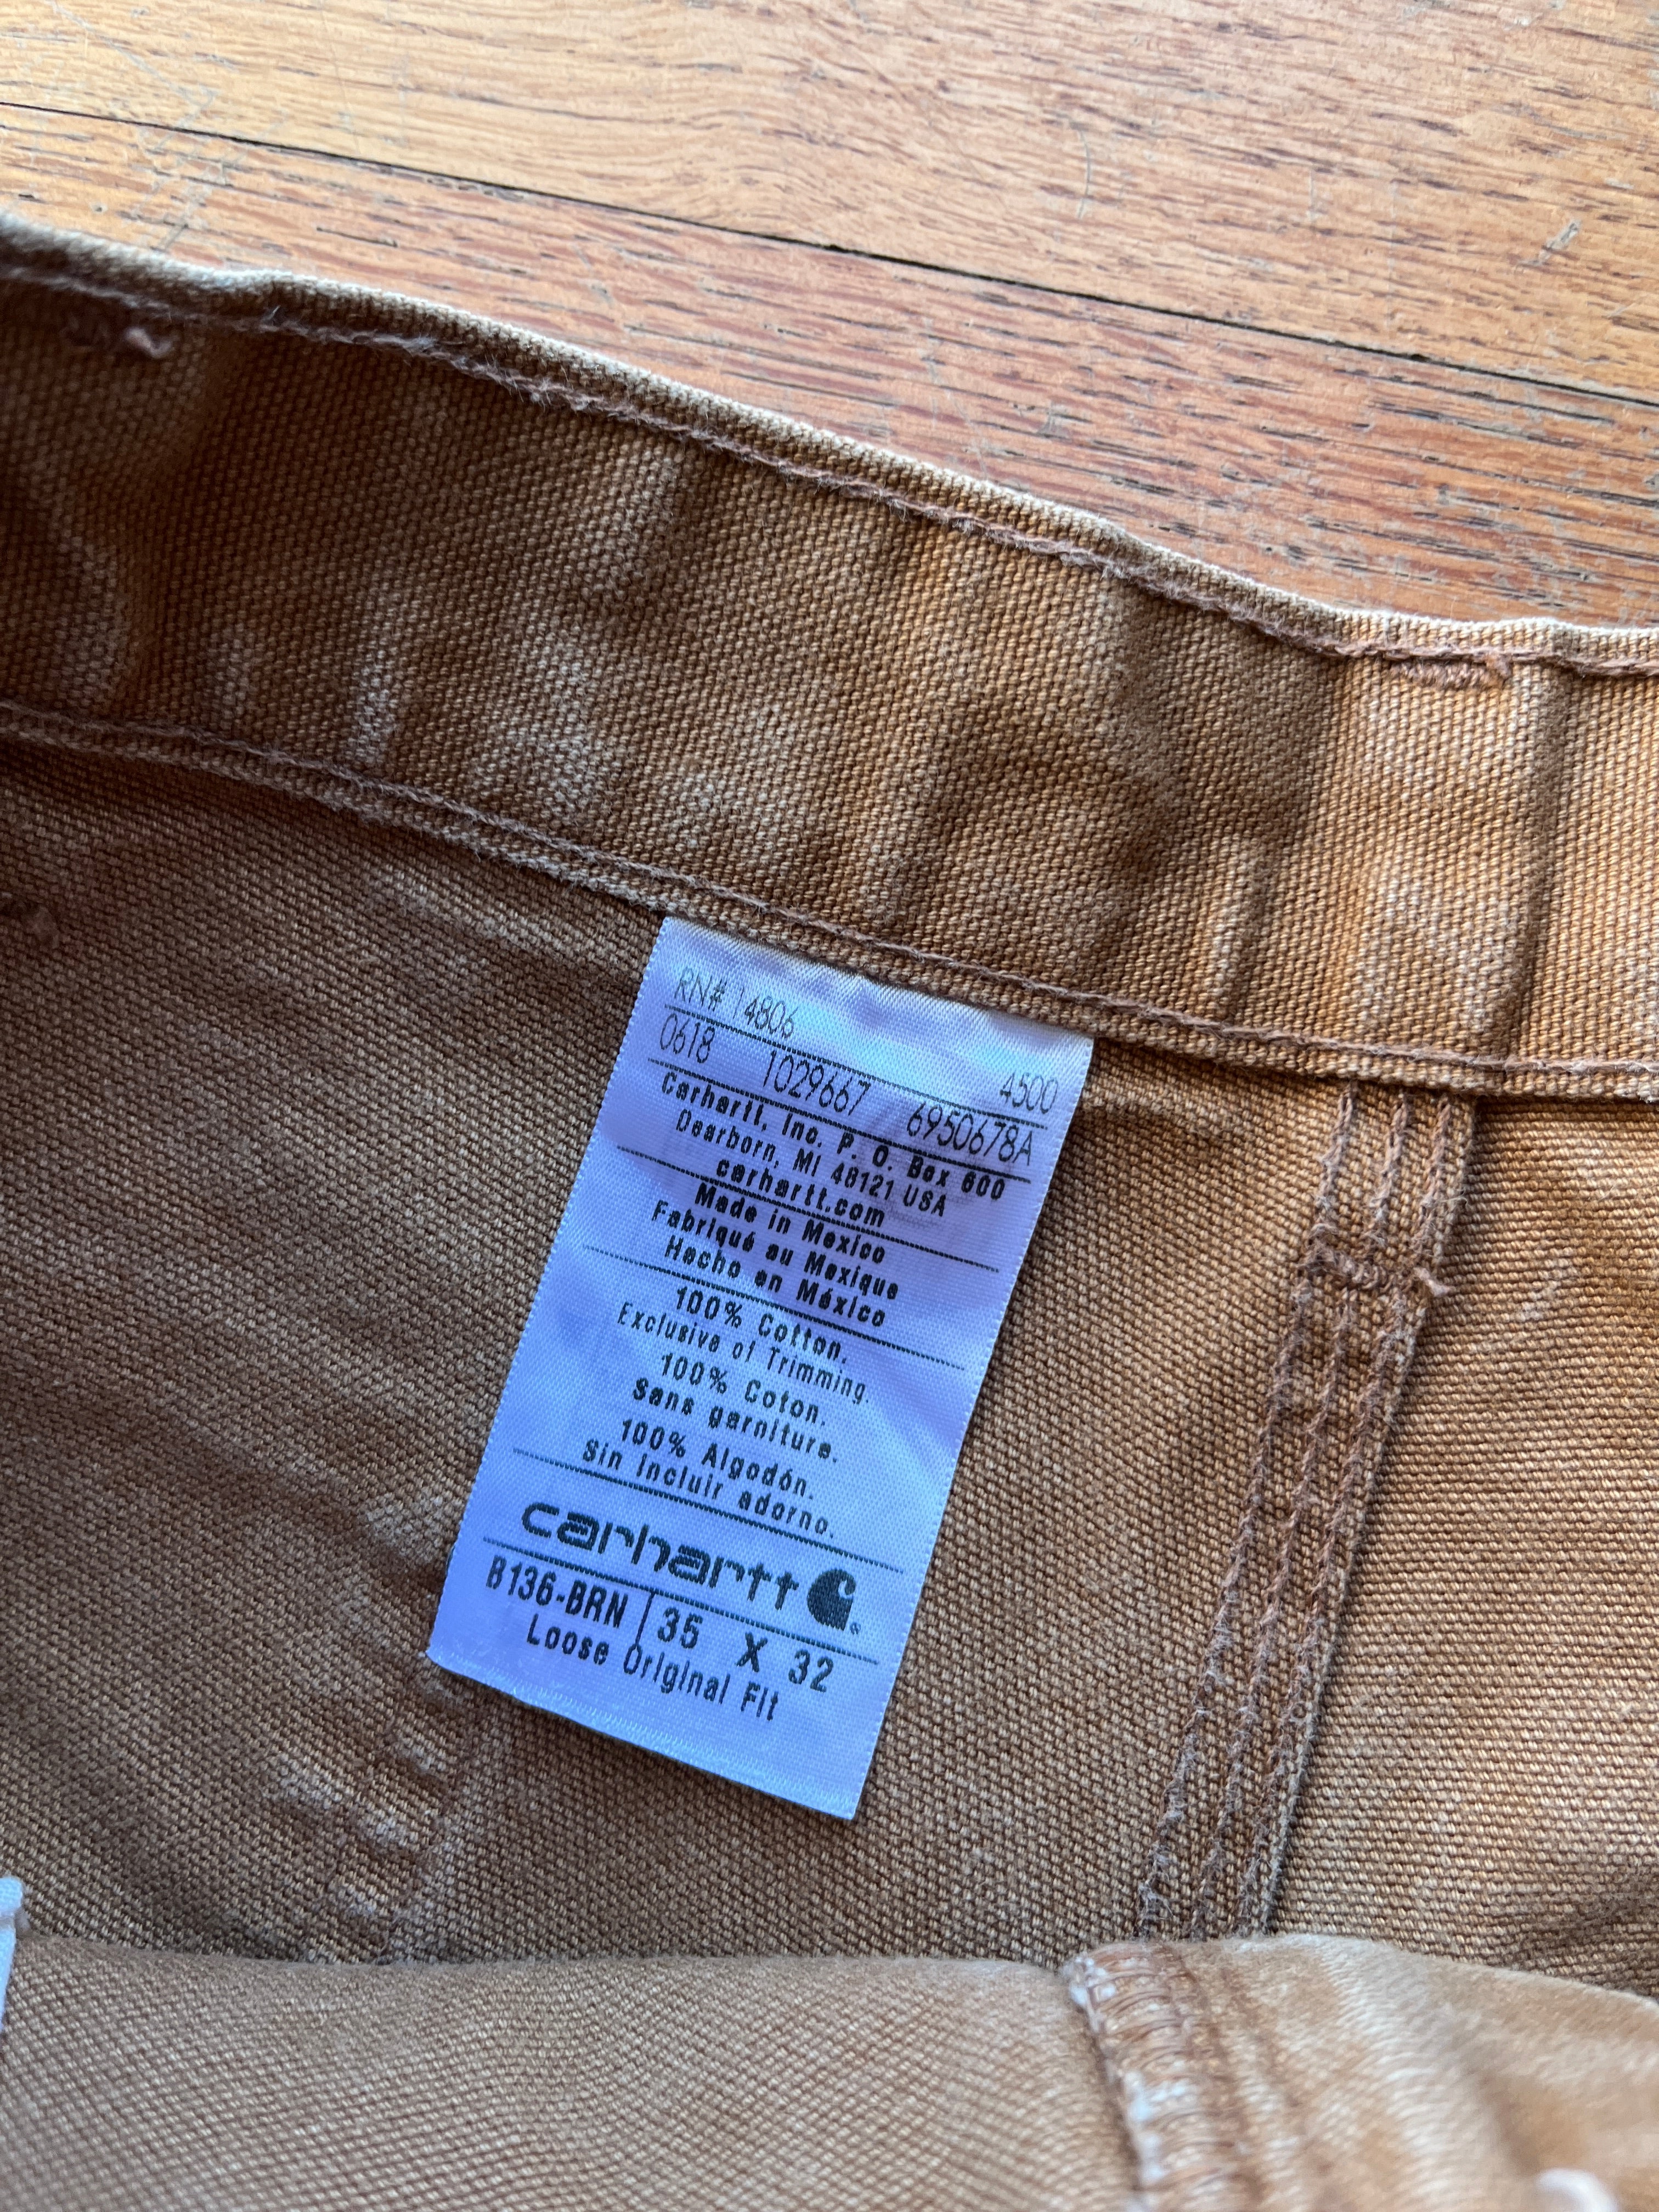 RN# 14806 4500
0618 1029667 6950678A
Carhartt, Inc. P. O. Box 600
Dearborn, MI 48121 USA
carhartt.com
Made in Mexico
Fabriqué au Mexique
Hecho en México
100% Cotton.
Exclusive of Trimming.
100% Coton.
Sans garniture.
100% Algodón.
Sin incluir adorno.
carhartt
B136-BRN 35 X 32
Loose Original Fit